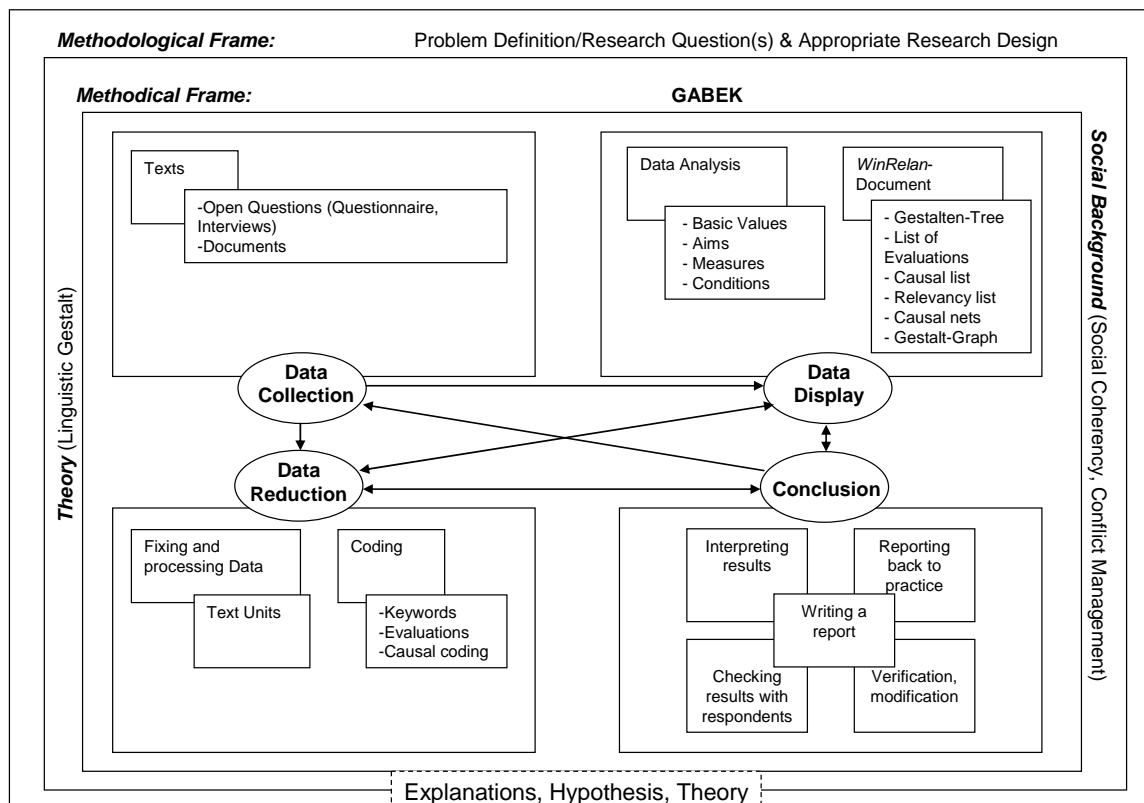 Methodological Frame: Problem Definition/Research Question(s) & Appropriate Research Design
Methodical Frame: GABEK
Theory (Linguistic Gestalt)
Texts
-Open Questions (Questionnaire,
Interviews)
-Documents
Data Analysis
- Basic Values
- Aims
- Measures
- Conditions
WinRelan-
Document
- Gestalten-Tree
- List of
Evaluations
- Causal list
- Relevancy list
- Causal nets
- Gestalt-Graph
Social Background (Social Coherency, Conflict Management)
Data
Collection
Data
Display
Data
Reduction
Conclusion
Fixing and
processing Data
Text Units
Coding
-Keywords
-Evaluations
-Causal coding
Interpreting
results
Reporting
back to
practice
Writing a
report
Checking
results with
respondents
Verification,
modification
Explanations, Hypothesis, Theory